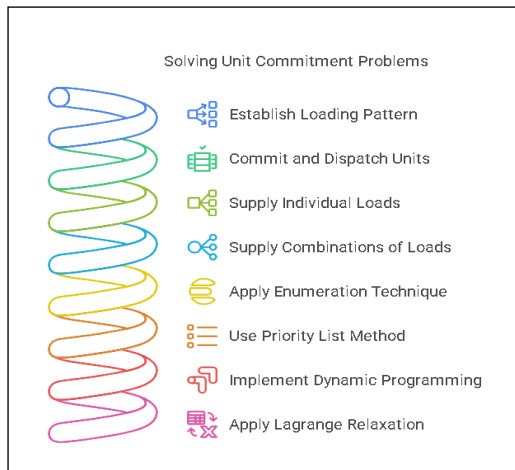 Solving Unit Commitment Problems
Establish Loading Pattern
Commit and Dispatch Units
Supply Individual Loads
Supply Combinations of Loads
Apply Enumeration Technique
Use Priority List Method
Implement Dynamic Programming
Apply Lagrange Relaxation